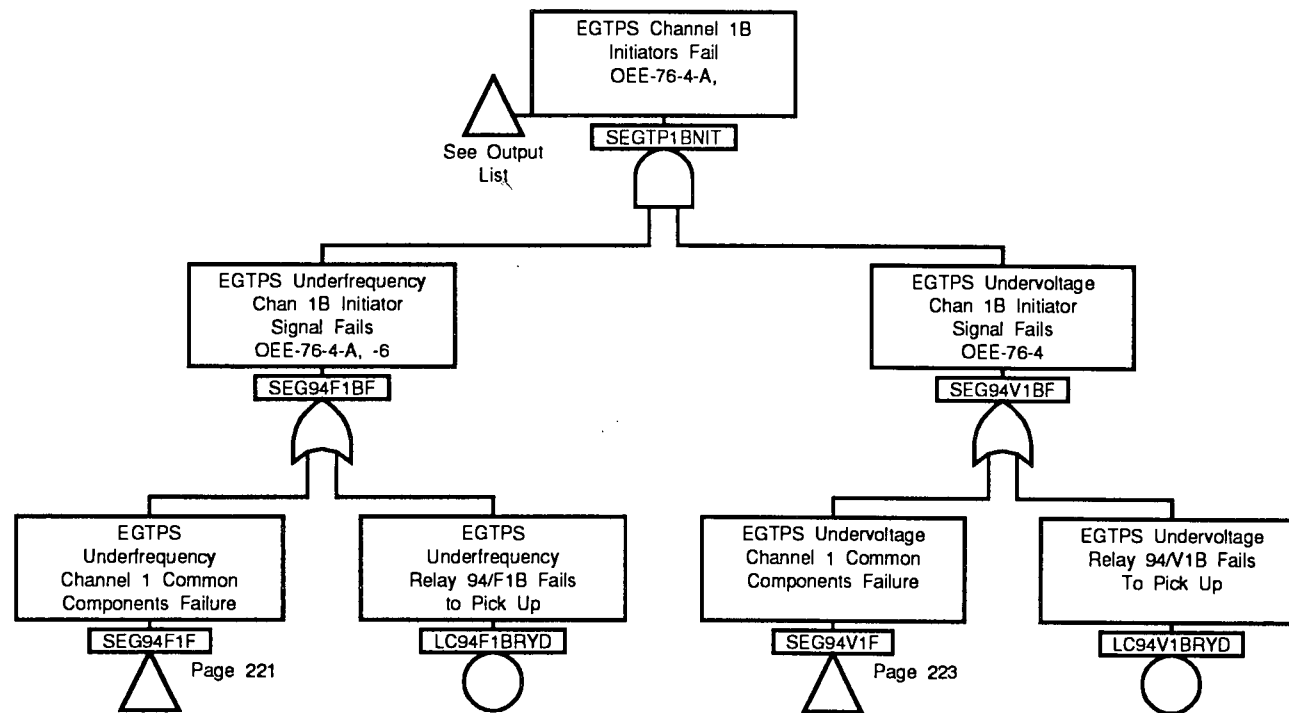 EGTPS Channel 1B
Initiators Fail
OEE-76-4-A,
SEGTP1BNIT
See Output
List
EGTPS Underfrequency
Chan 1B Initiator
Signal Fails
OEE-76-4-A, -6
SEG94F1BF
EGTPS Undervoltage
Chan 1B Initiator
Signal Fails
OEE-76-4
SEG94V1BF
EGTPS
Underfrequency
Channel 1 Common
Components Failure
SEG94F1F
Page 221
EGTPS
Underfrequency
Relay 94/F1B Fails
to Pick Up
LC94F1BRYD
EGTPS Undervoltage
Channel 1 Common
Components Failure
SEG94V1F
Page 223
EGTPS Undervoltage
Relay 94/V1B Fails
To Pick Up
LC94V1BRYD